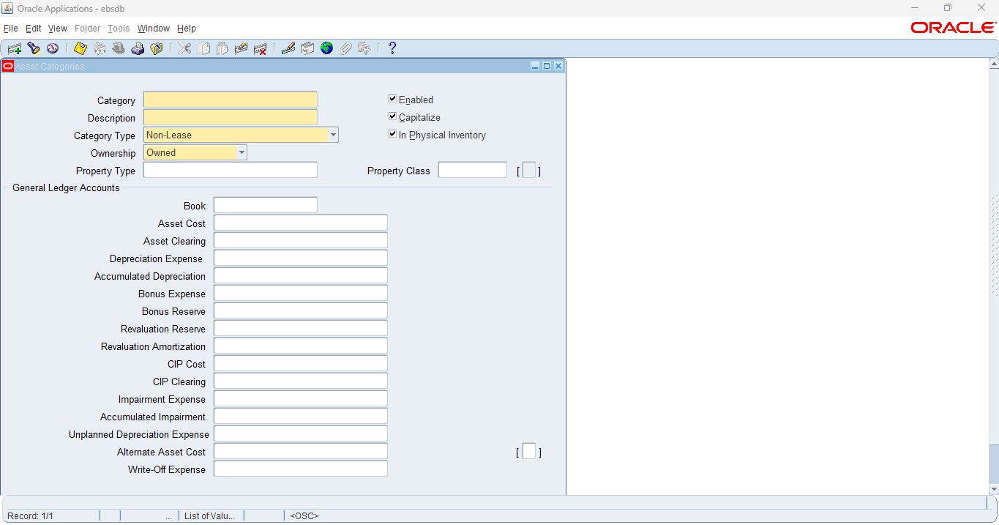 Oracle Applications - ebsdb
File Edit View Folder Tools Window Help
ORACLE
?
Asset Categories
Category
Enabled
Description
Capitalize
Category Type Non-Lease
In Physical Inventory
Ownership Owned
Property Type
Property Class [ ]
General Ledger Accounts
Book
Asset Cost
Asset Clearing
Depreciation Expense
Accumulated Depreciation
Bonus Expense
Bonus Reserve
Revaluation Reserve
Revaluation Amortization
CIP Cost
CIP Clearing
Impairment Expense
Accumulated Impairment
Unplanned Depreciation Expense
Alternate Asset Cost [ ]
Write-Off Expense
Record: 1/1 ... List of Valu... <OSC>